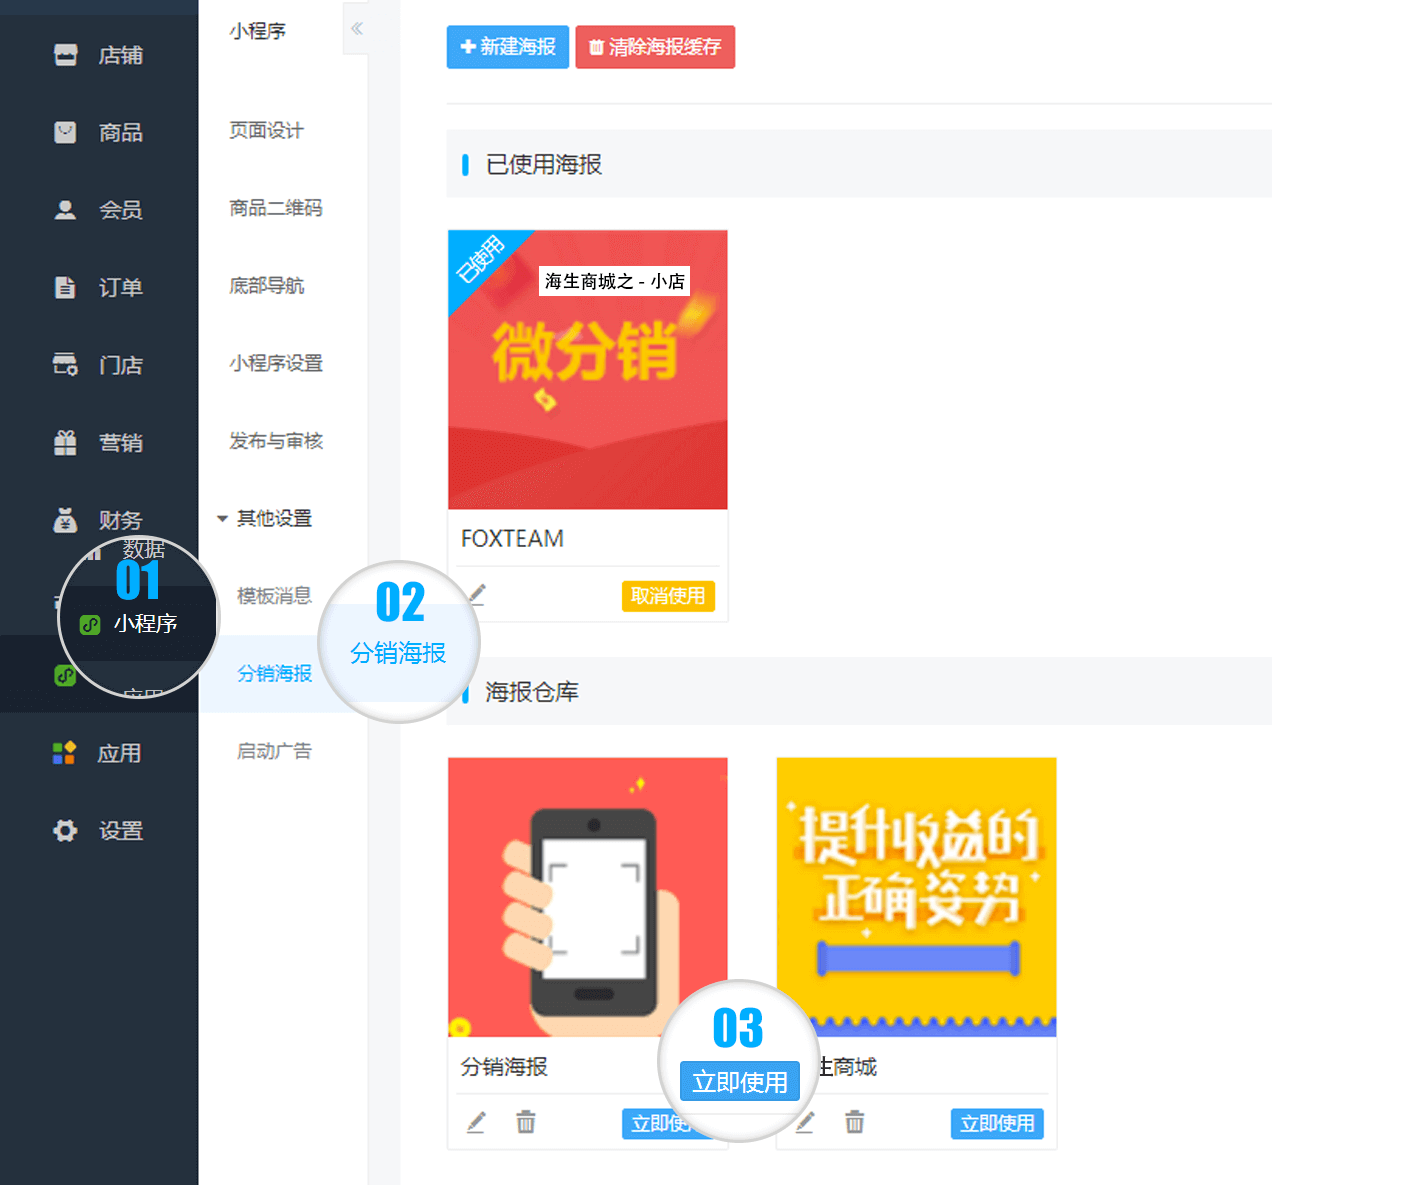 店铺
商品
会员
订单
门店
营销
财务
数据
01
小程序
应用
应用
设置
小程序
页面设计
商品二维码
底部导航
小程序设置
发布与审核
其他设置
模板消息
分销海报
启动广告
02
分销海报
新建海报
清除海报缓存
已使用海报
已使用
海生商城之 - 小店
微分销
FOXTEAM
取消使用
海报仓库
分销海报
立即使
提升收益的
正确姿势
生商城
立即使用
03
立即使用